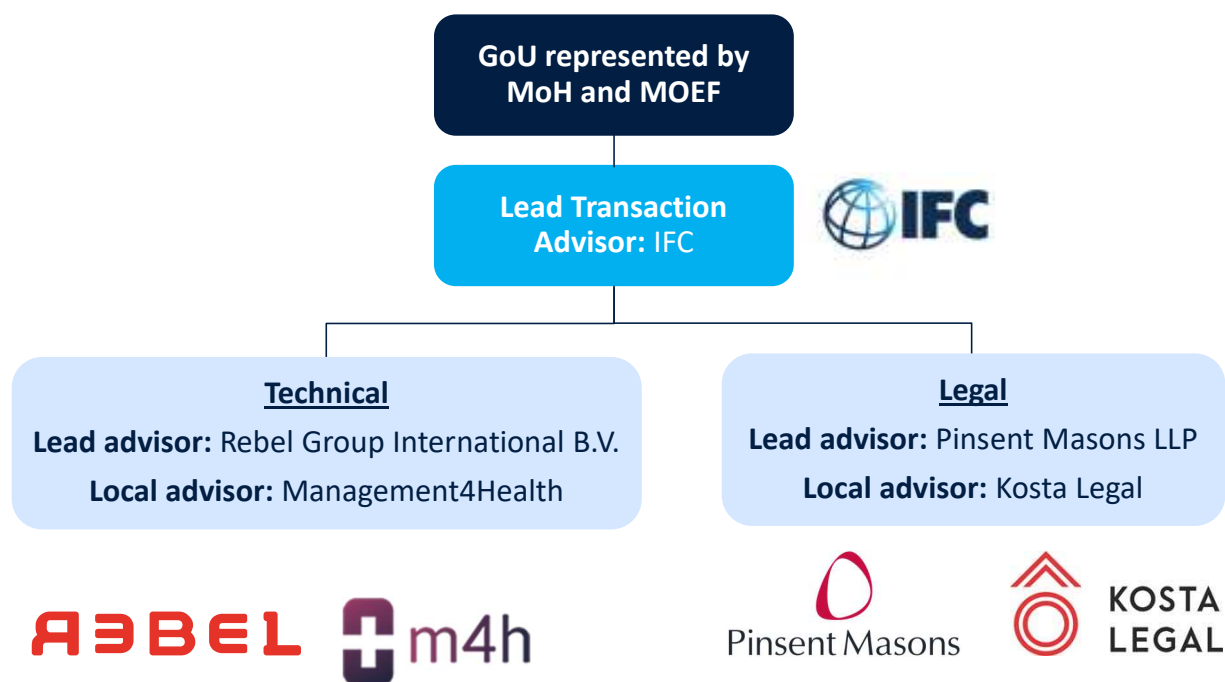 GoU represented by
MoH and MOEF
Lead Transaction
Advisor: IFC
IFC
Technical
Lead advisor: Rebel Group International B.V.
Local advisor: Management4Health
Legal
Lead advisor: Pinsent Masons LLP
Local advisor: Kosta Legal
REBEL
m4h
Pinsent Masons
KOSTA
LEGAL